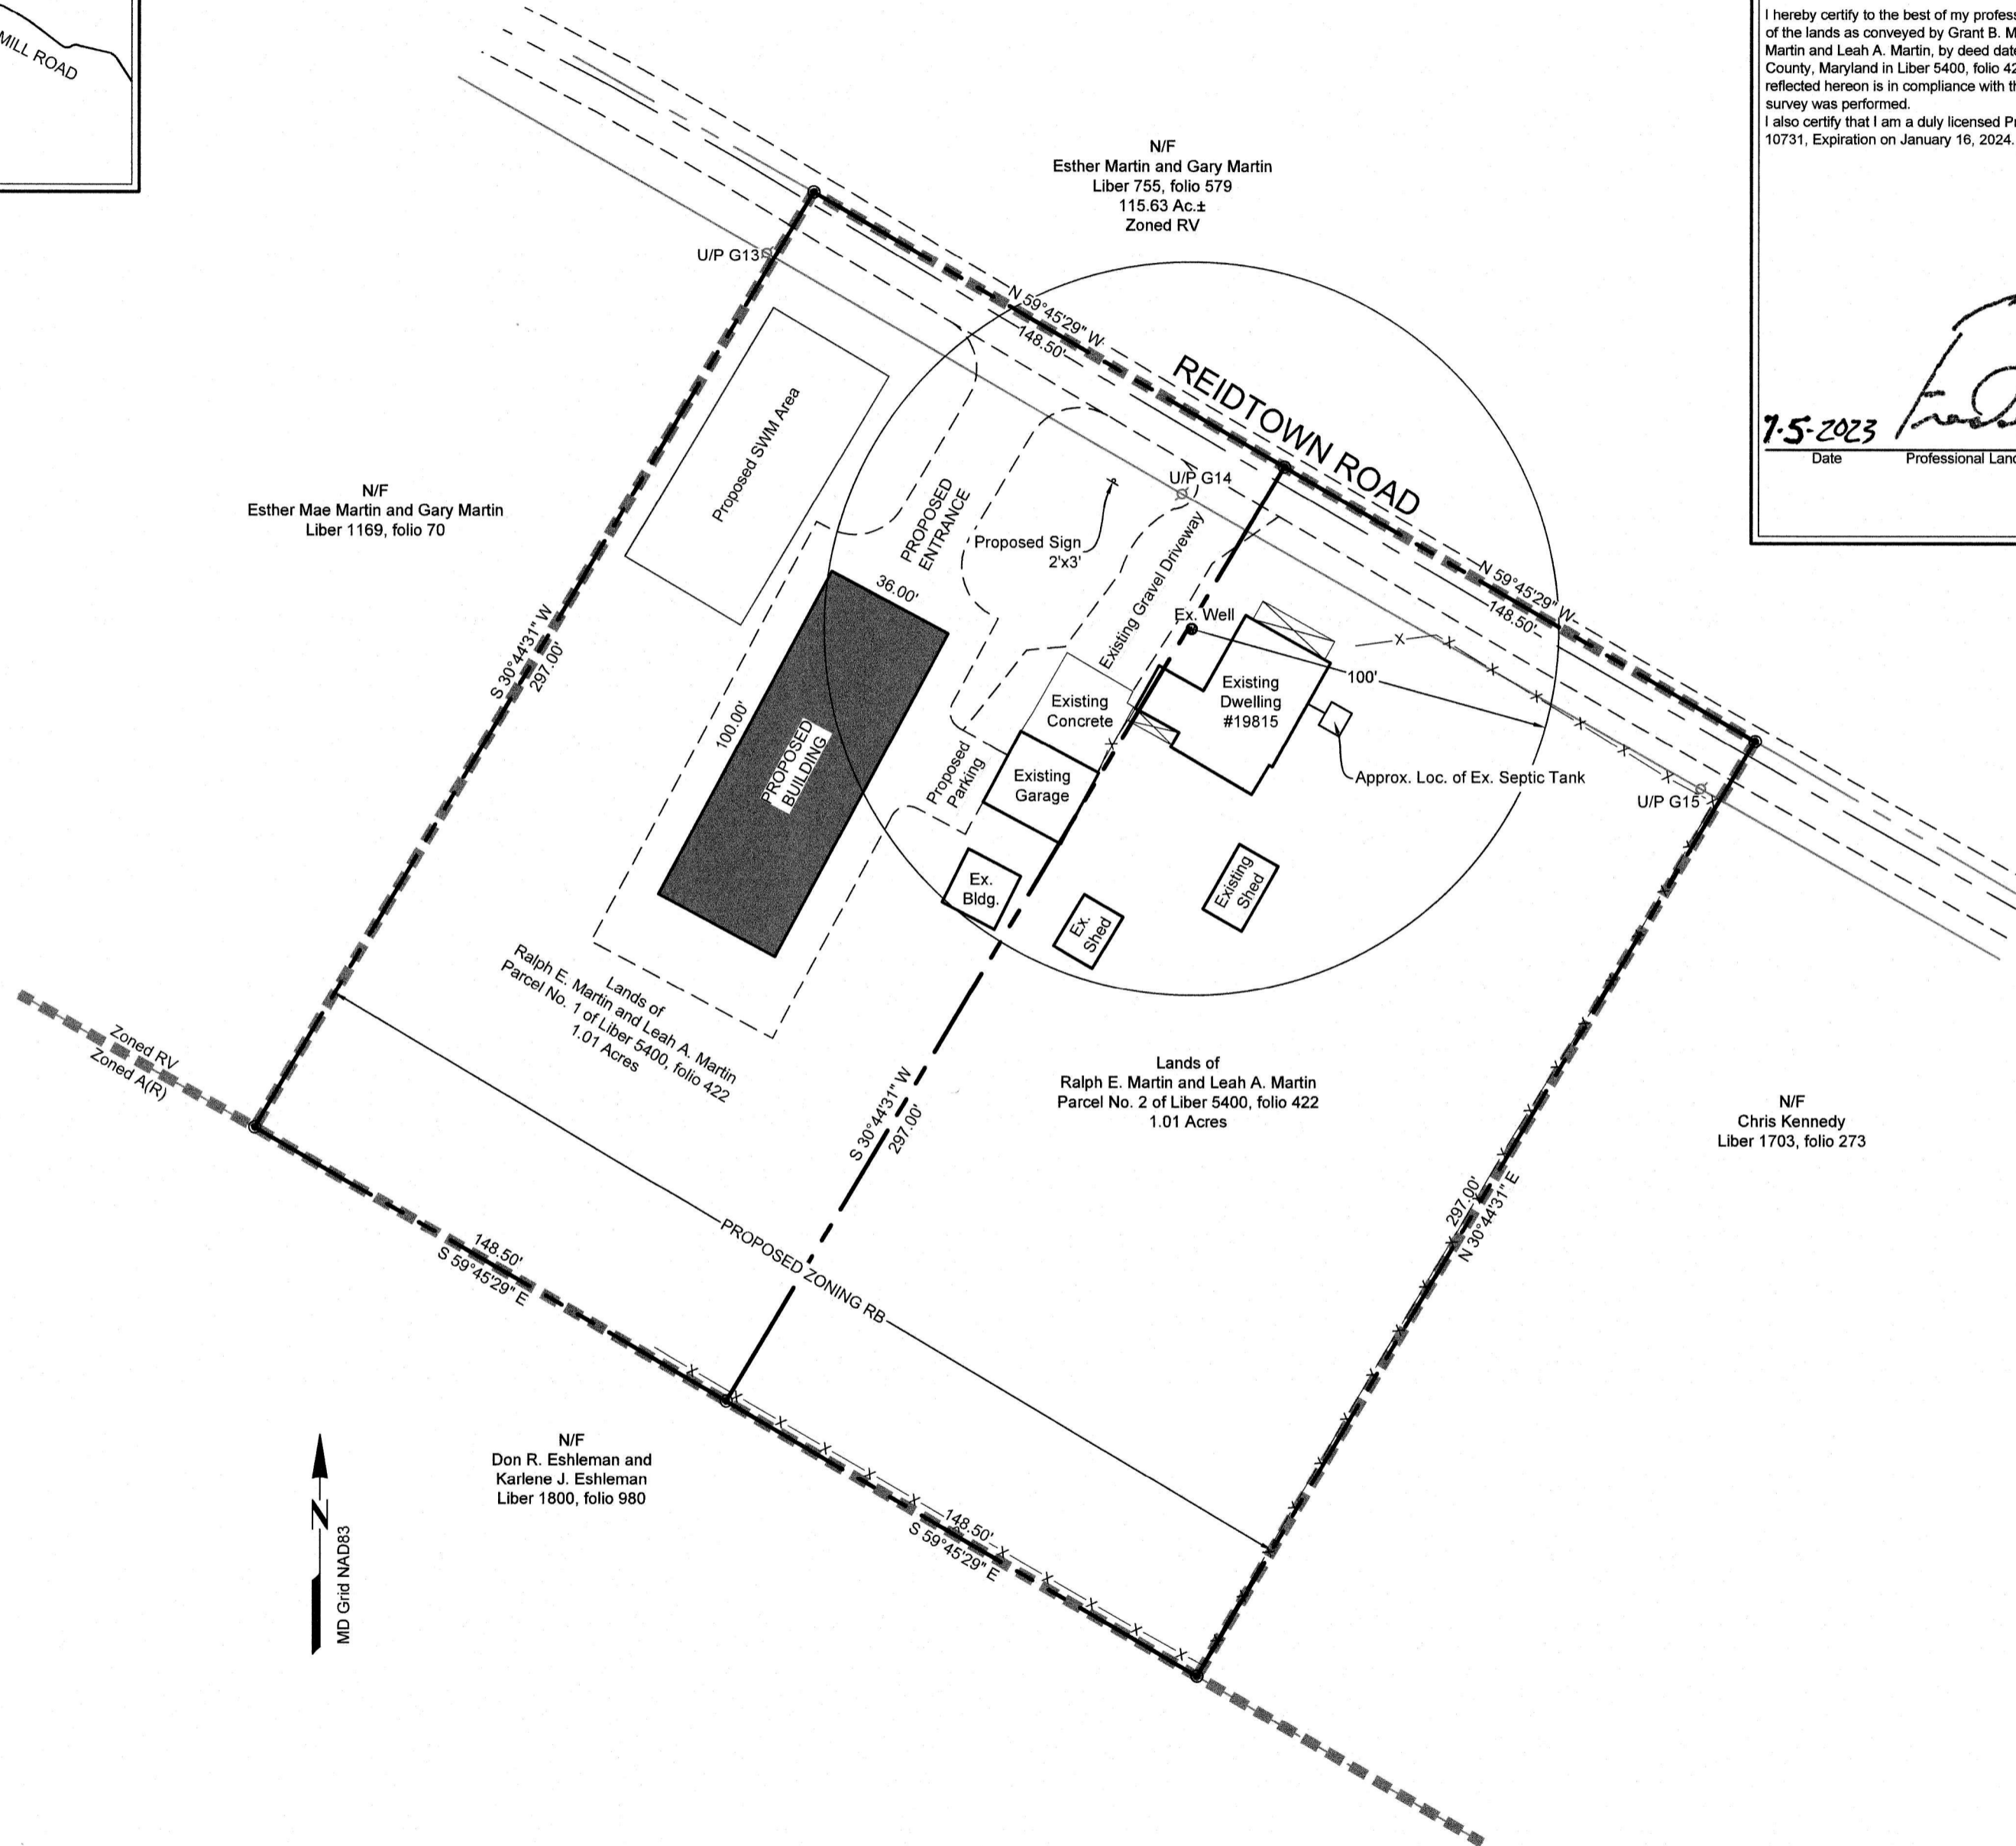 MILL ROAD
I hereby certify to the best of my profess
of the lands as conveyed by Grant B. M
Martin and Leah A. Martin, by deed date
County, Maryland in Liber 5400, folio 42
reflected hereon is in compliance with th
survey was performed.
I also certify that I am a duly licensed Pr
10731, Expiration on January 16, 2024.
7-5-2023
Date
Professional Land
N/F
Esther Martin and Gary Martin
Liber 755, folio 579
115.63 Ac.±
Zoned RV
U/P G13
N 59°45'29" W
148.50'
REIDTOWN ROAD
Proposed SWM Area
N/F
Esther Mae Martin and Gary Martin
Liber 1169, folio 70
PROPOSED
ENTRANCE
Proposed Sign
2'x3'
U/P G14
Existing Gravel Driveway
N 59°45'29" W
148.50'
36.00'
Ex. Well
100'
S 30°44'31" W
297.00'
100.00'
PROPOSED
BUILDING
Existing
Concrete
Existing
Dwelling
#19815
Proposed
Parking
Existing
Garage
Approx. Loc. of Ex. Septic Tank
U/P G15
Ex.
Bldg.
Ex.
Shed
Existing
Shed
Lands of
Ralph E. Martin and Leah A. Martin
Parcel No. 1 of Liber 5400, folio 422
1.01 Acres
Zoned RV
Zoned A(R)
Lands of
Ralph E. Martin and Leah A. Martin
Parcel No. 2 of Liber 5400, folio 422
1.01 Acres
S 30°44'31" W
297.00'
N/F
Chris Kennedy
Liber 1703, folio 273
297.00'
N 30°44'31" E
PROPOSED ZONING RB
148.50'
S 59°45'29" E
N/F
Don R. Eshleman and
Karlene J. Eshleman
Liber 1800, folio 980
148.50'
S 59°45'29" E
N
MD Grid NAD83